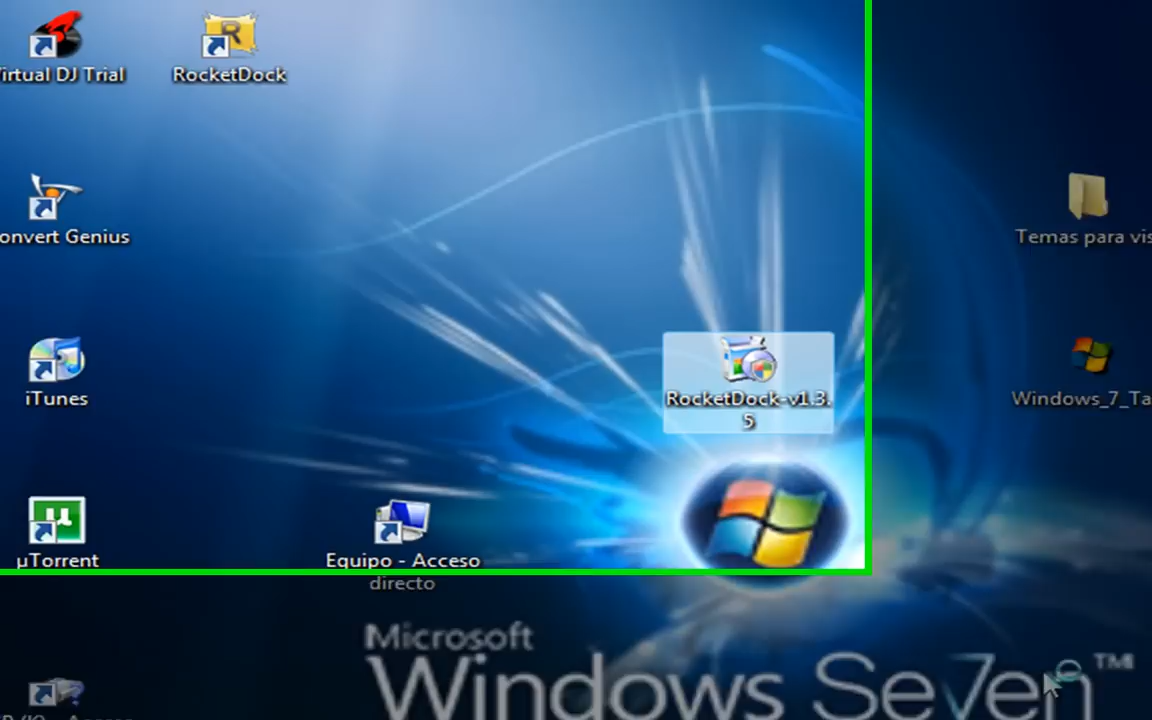 Virtual DJ Trial
RocketDock
onvert Genius
Temas para vis
iTunes
RocketDock-v1.3.
5
Windows_7_Ta
µTorrent
Equipo - Acceso
directo
Microsoft
Windows Se7en™